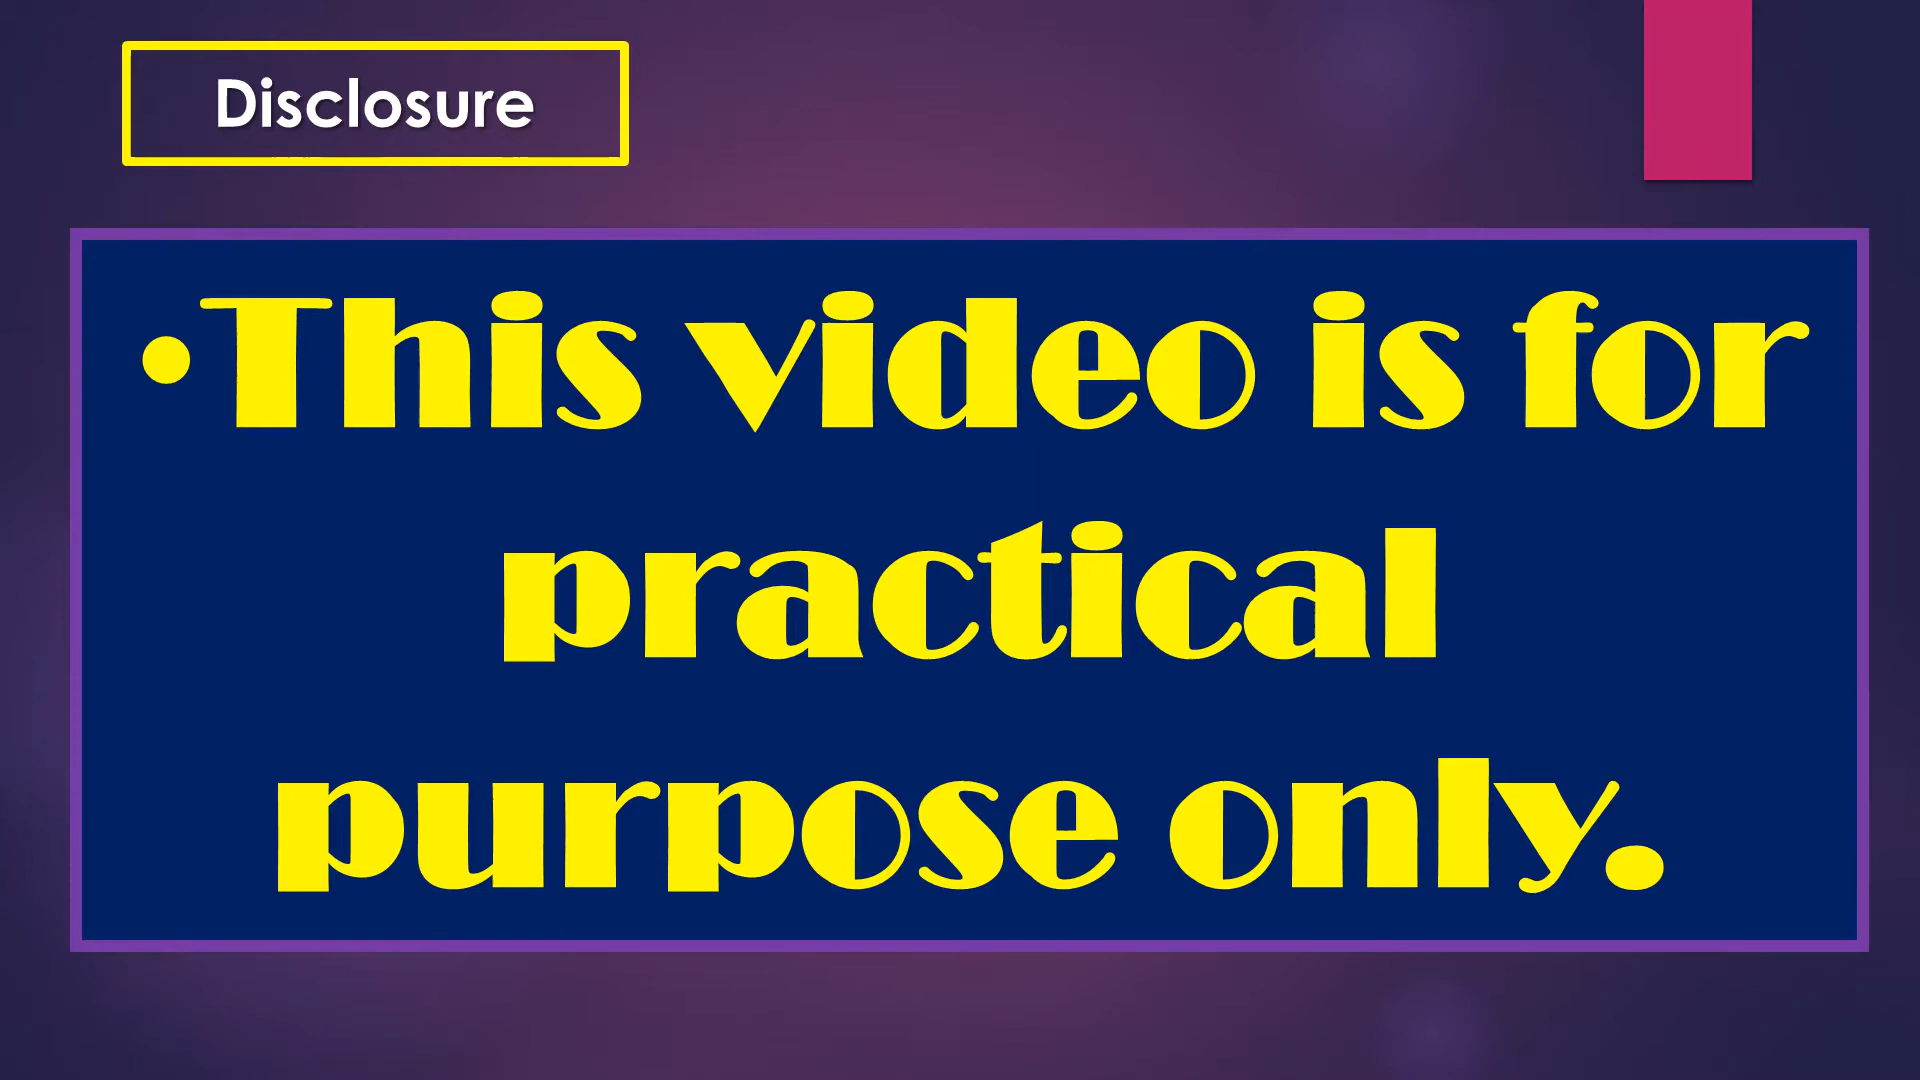 Disclosure
•This video is for
practical
purpose only.